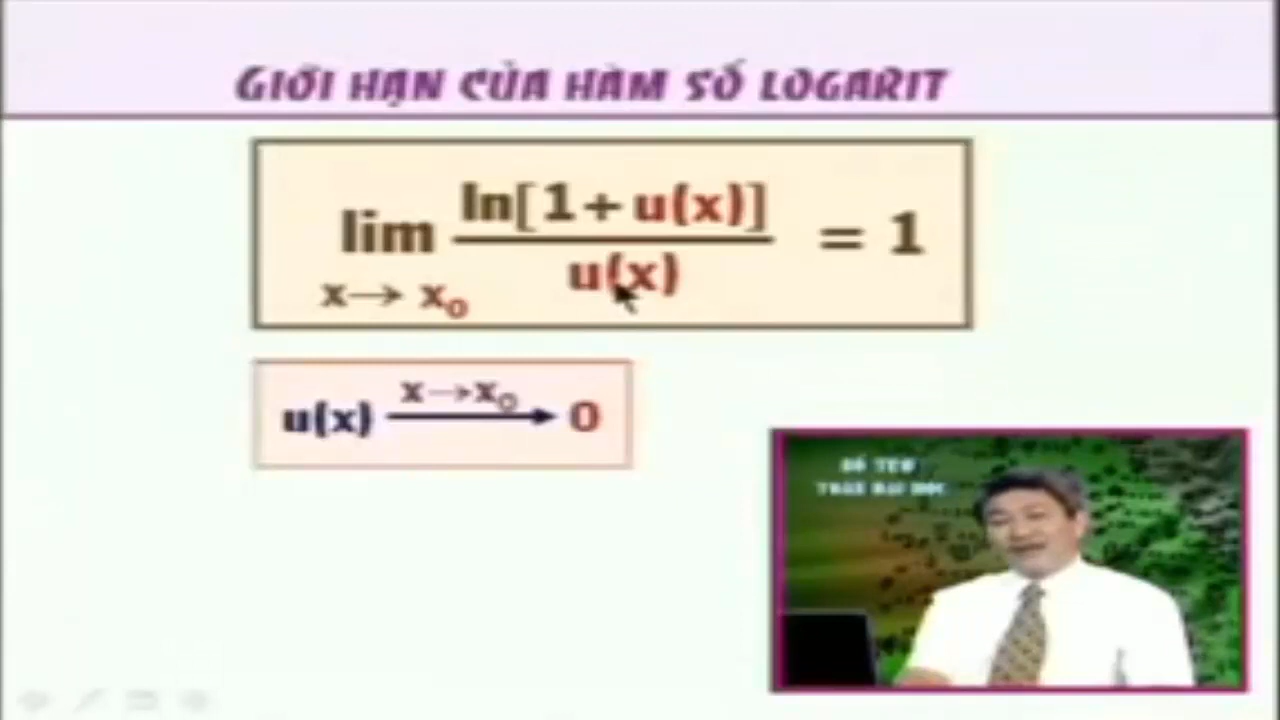 GIỚI HẠN CỦA HÀM SỐ LOGARIT
lim ln[1 + u(x)] / u(x) = 1
x→ x₀
u(x) x→x₀ 0